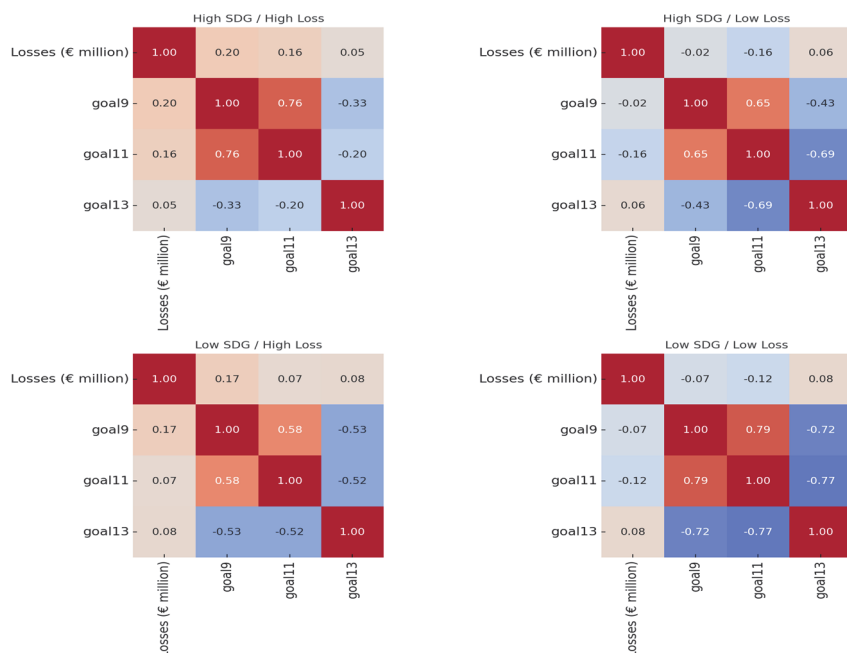 High SDG / High Loss
Losses (€ million) 1.00 0.20 0.16 0.05
goal9 0.20 1.00 0.76 -0.33
goal11 0.16 0.76 1.00 -0.20
goal13 0.05 -0.33 -0.20 1.00
Losses (€ million) goal9 goal11 goal13
High SDG / Low Loss
Losses (€ million) 1.00 -0.02 -0.16 0.06
goal9 -0.02 1.00 0.65 -0.43
goal11 -0.16 0.65 1.00 -0.69
goal13 0.06 -0.43 -0.69 1.00
Losses (€ million) goal9 goal11 goal13
Low SDG / High Loss
Losses (€ million) 1.00 0.17 0.07 0.08
goal9 0.17 1.00 0.58 -0.53
goal11 0.07 0.58 1.00 -0.52
goal13 0.08 -0.53 -0.52 1.00
Losses (€ million) goal9 goal11 goal13
Low SDG / Low Loss
Losses (€ million) 1.00 -0.07 -0.12 0.08
goal9 -0.07 1.00 0.79 -0.72
goal11 -0.12 0.79 1.00 -0.77
goal13 0.08 -0.72 -0.77 1.00
Losses (€ million) goal9 goal11 goal13